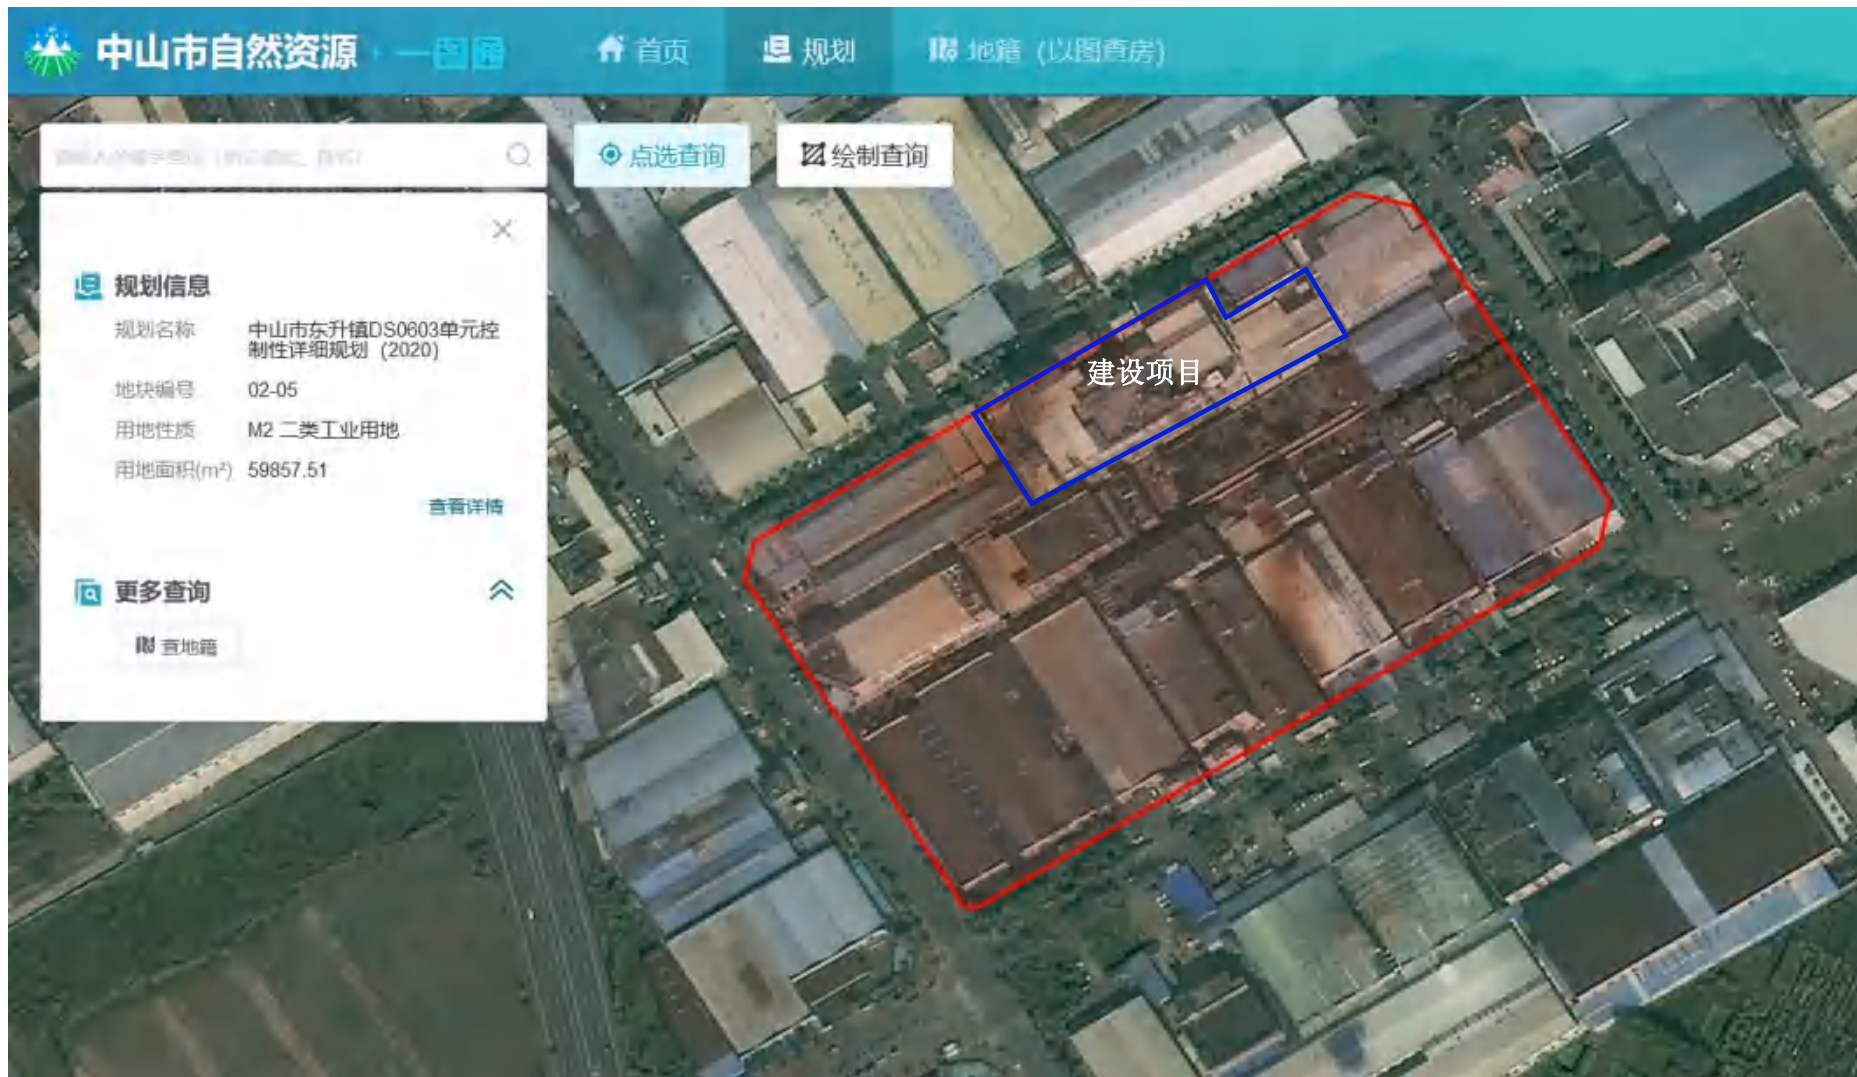 中山市自然资源·一图通
首页
规划
地籍（以图查房）
点选查询
绘制查询
规划信息
规划名称 中山市东升镇DS0603单元控
制性详细规划（2020）
地块编号 02-05
用地性质 M2 二类工业用地
用地面积(m²) 59857.51
查看详情
更多查询
查地籍
建设项目